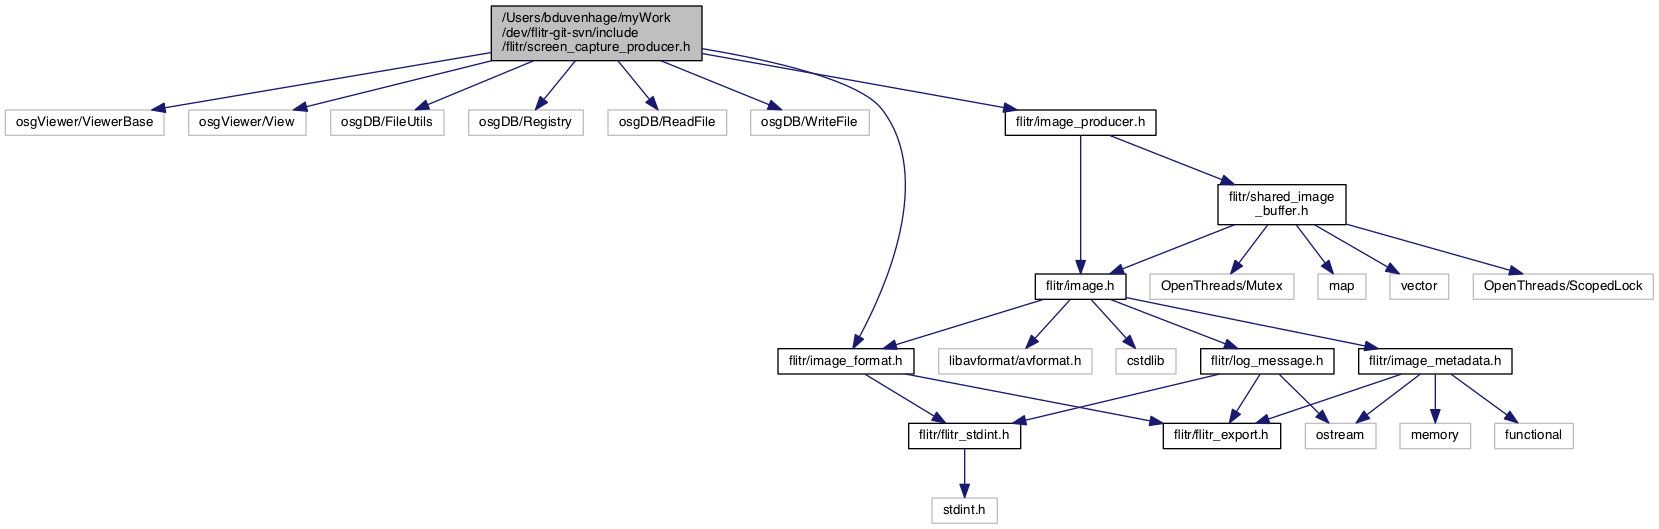 /Users/bduvenhage/myWork
/dev/flitr-git-svn/include
/flitr/screen_capture_producer.h
osgViewer/ViewerBase
osgViewer/View
osgDB/FileUtils
osgDB/Registry
osgDB/ReadFile
osgDB/WriteFile
flitr/image_producer.h
flitr/shared_image
_buffer.h
flitr/image.h
OpenThreads/Mutex
map
vector
OpenThreads/ScopedLock
flitr/image_format.h
libavformat/avformat.h
cstdlib
flitr/log_message.h
flitr/image_metadata.h
flitr/flitr_stdint.h
flitr/flitr_export.h
ostream
memory
functional
stdint.h